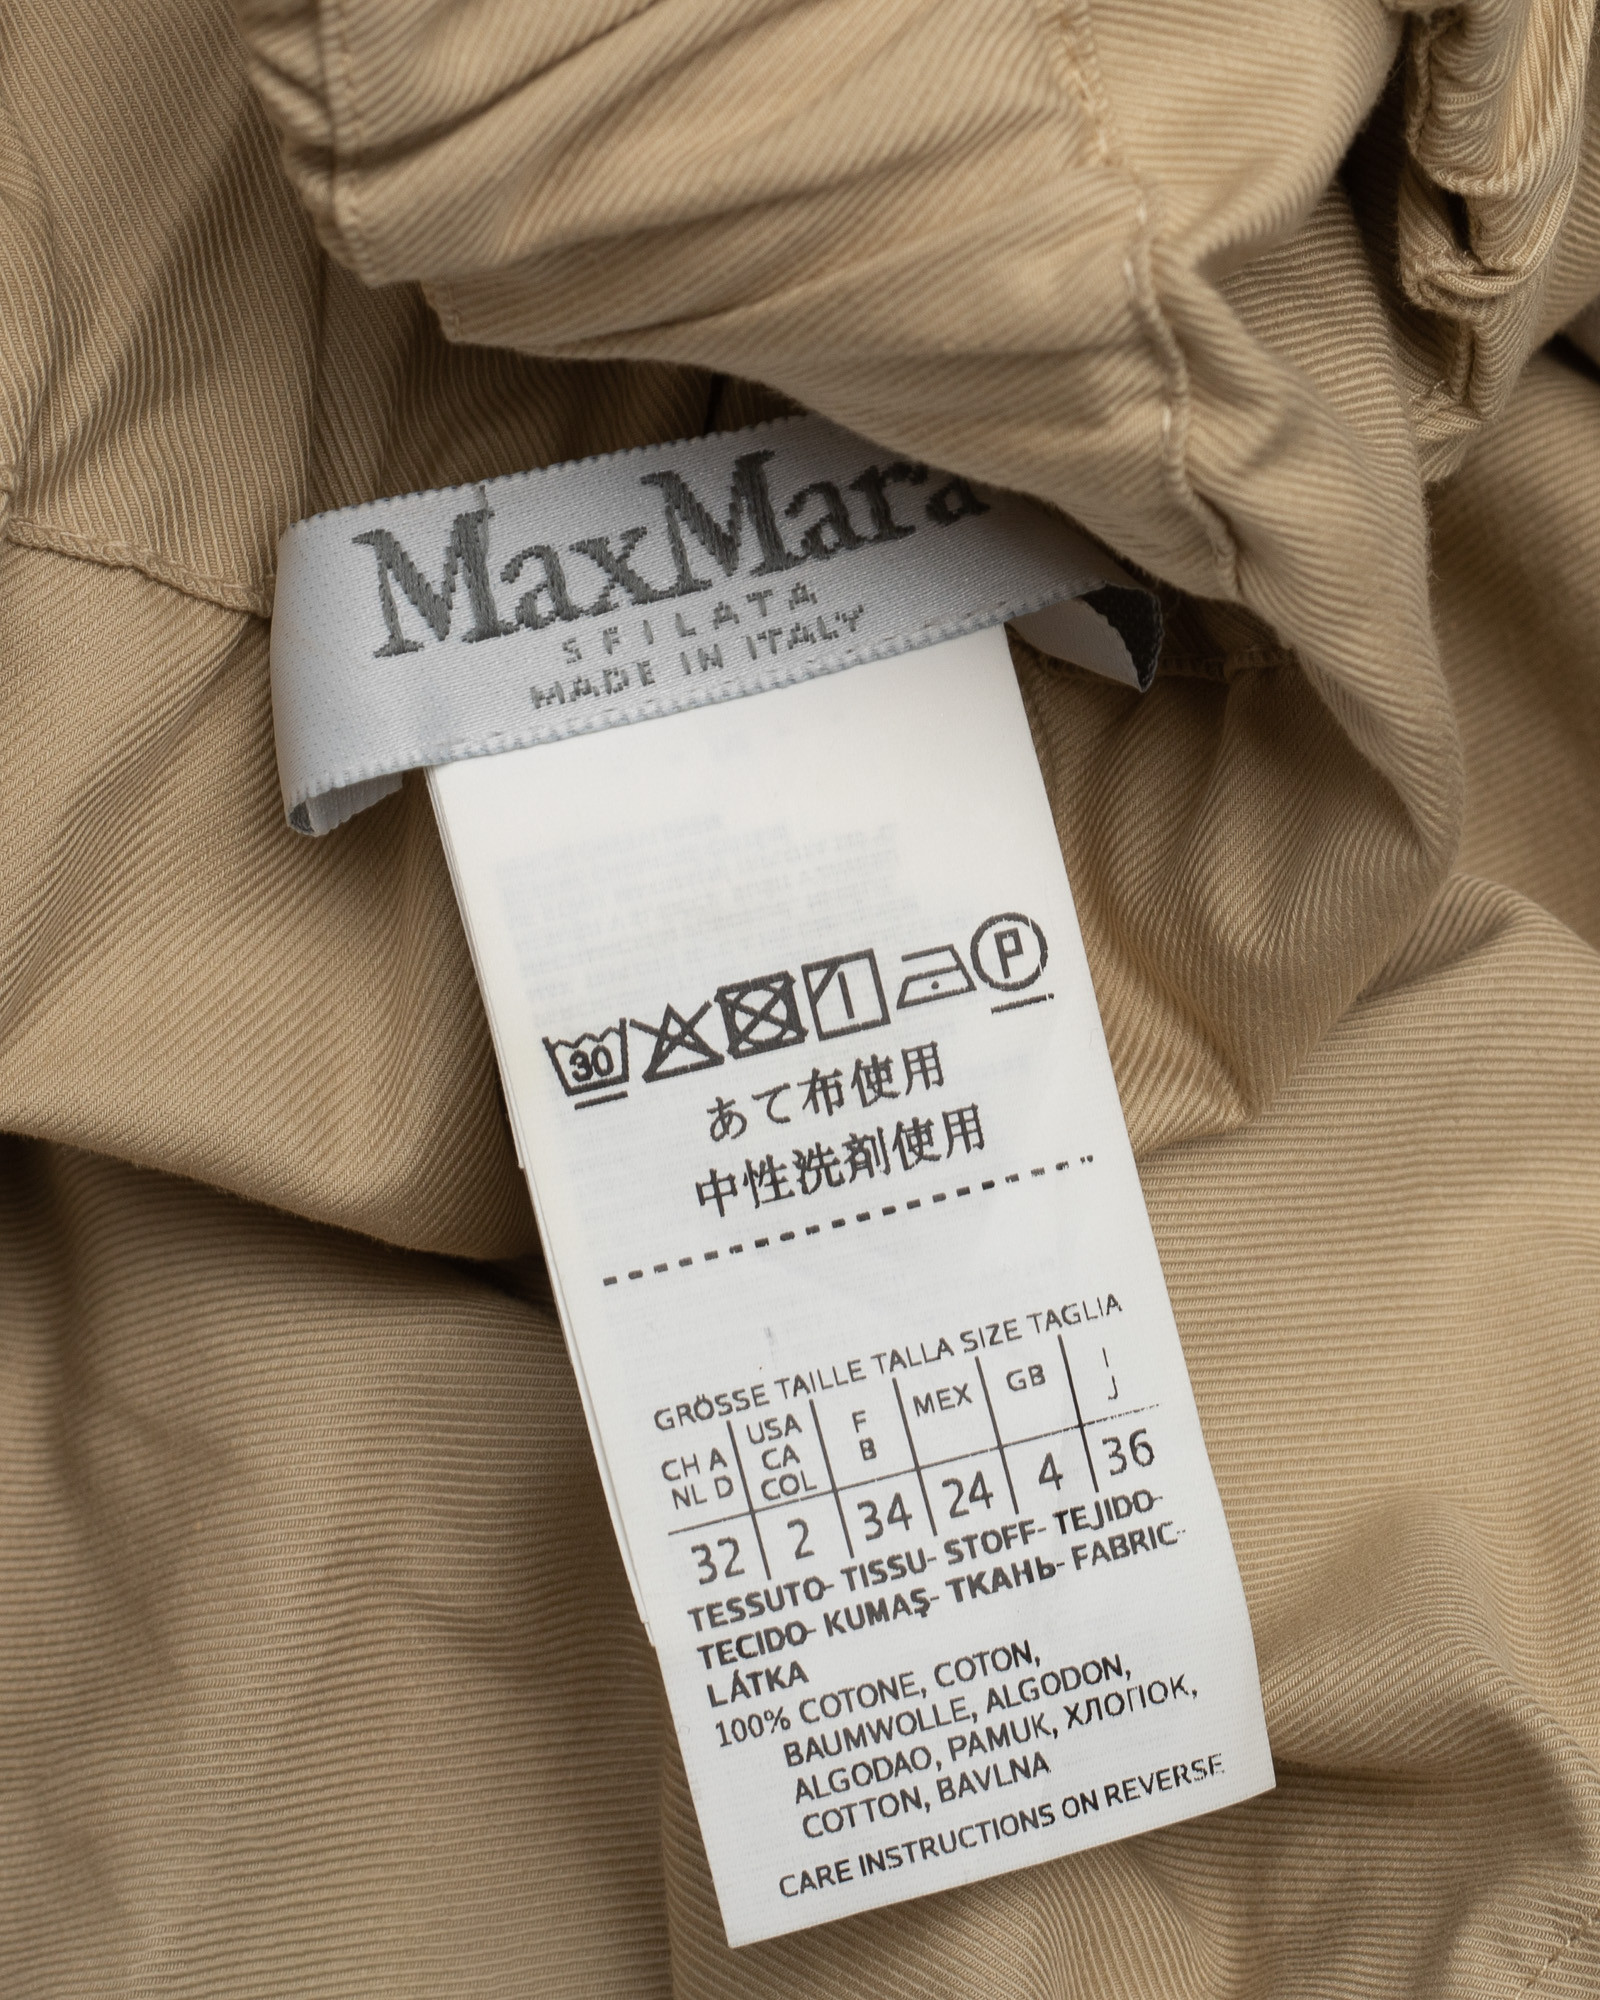 MaxMara
SFILATA
MADE IN ITALY
30 P
あて布使用
中性洗剤使用
GRÖSSE TAILLE TALLA SIZE TAGLIA
CH A USA F MEX GB I
NL D CA B J
COL
32 2 34 24 4 36
TESSUTO- TISSU- STOFF- TEJIDO-
TECIDO- KUMAŞ- ТКАНЬ- FABRIC-
LÁTKA
100% COTONE, COTON,
BAUMWOLLE, ALGODON,
ALGODAO, PAMUK, ХЛОПОК,
COTTON, BAVLNA
CARE INSTRUCTIONS ON REVERSE